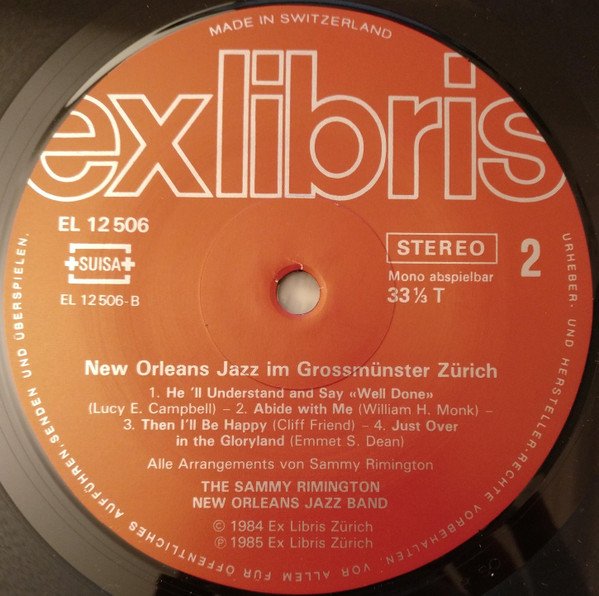 MADE IN SWITZERLAND
exlibris
EL 12 506
+SUISA+
EL 12 506-B
STEREO
Mono abspielbar
33⅓ T
2
New Orleans Jazz im Grossmünster Zürich
1. He 'll Understand and Say «Well Done»
(Lucy E. Campbell) – 2. Abide with Me (William H. Monk) –
3. Then I'll Be Happy (Cliff Friend) – 4. Just Over
in the Gloryland (Emmet S. Dean)
Alle Arrangements von Sammy Rimington
THE SAMMY RIMINGTON
NEW ORLEANS JAZZ BAND
© 1984 Ex Libris Zürich
℗ 1985 Ex Libris Zürich
URHEBER- UND HERSTELLER-RECHTE VORBEHALTEN. VOR ALLEM FÜR ÖFFENTLICHES AUFFÜHREN, SENDEN UND ÜBERSPIELEN.